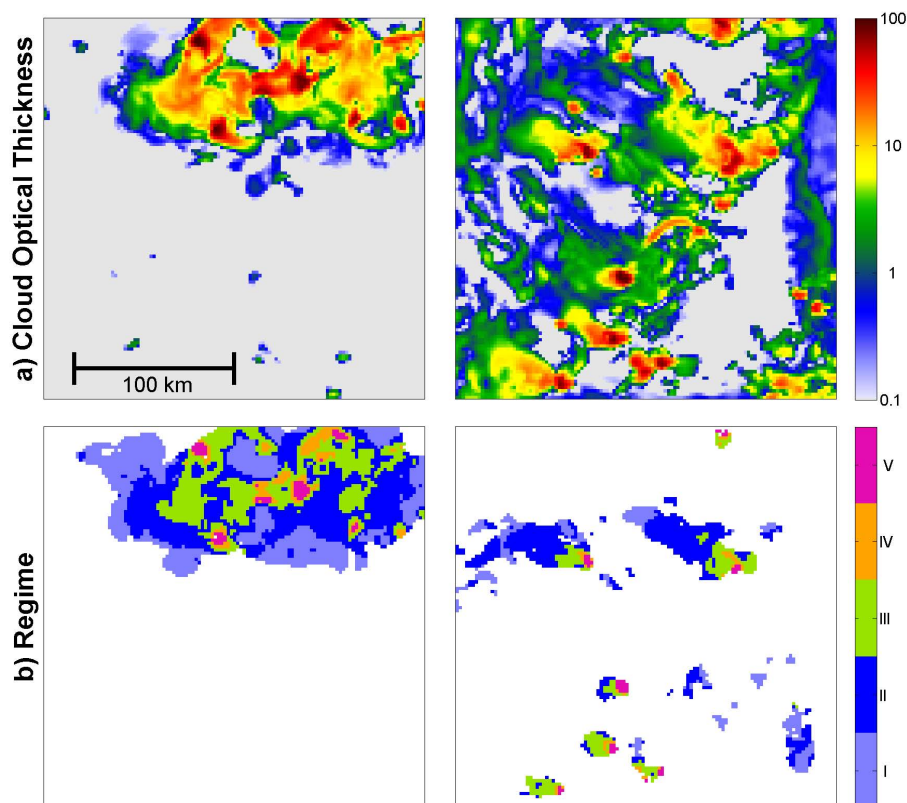 a) Cloud Optical Thickness
100 km
100
10
1
0.1
b) Regime
V
IV
III
II
I